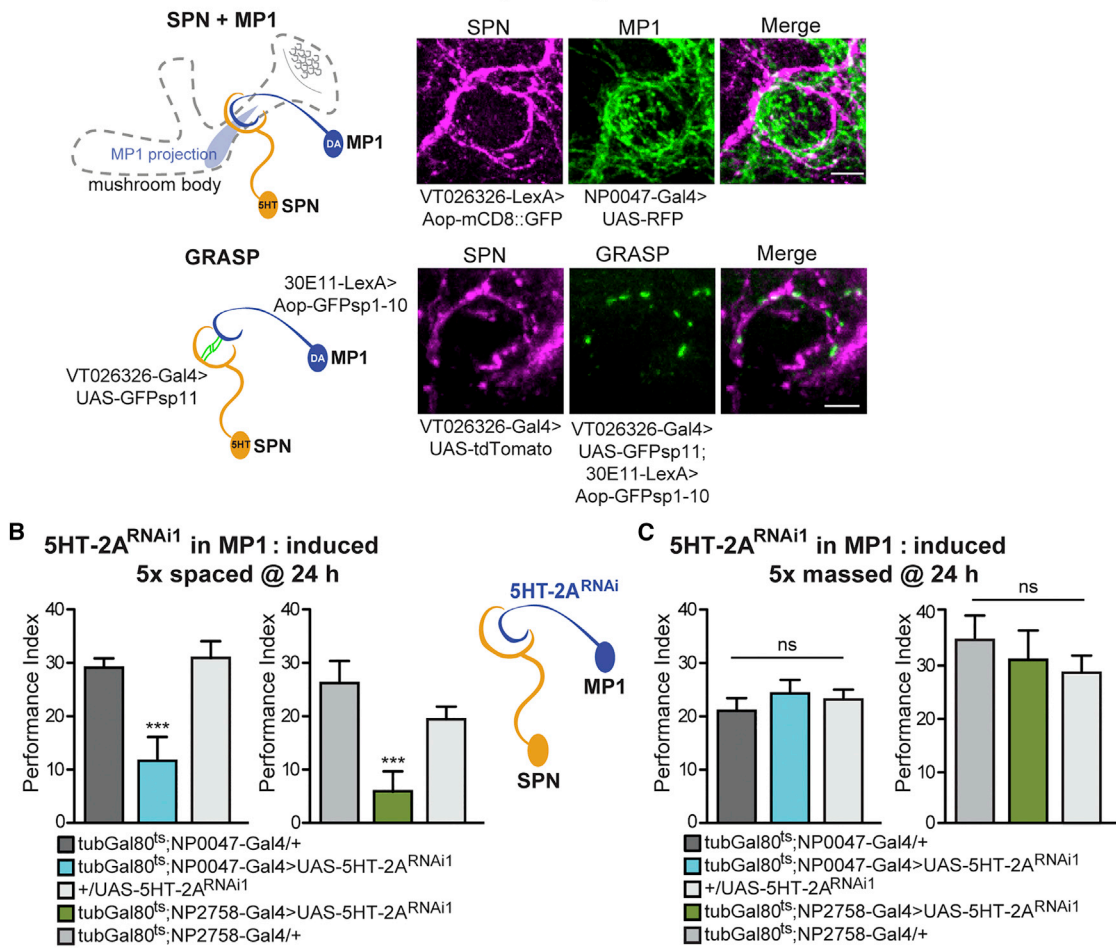 SPN + MP1
MP1 projection
mushroom body
DA
MP1
5HT
SPN
SPN
MP1
Merge
VT026326-LexA>
Aop-mCD8::GFP
NP0047-Gal4>
UAS-RFP
GRASP
30E11-LexA>
Aop-GFPsp1-10
DA
MP1
VT026326-Gal4>
UAS-GFPsp11
5HT
SPN
SPN
GRASP
Merge
VT026326-Gal4>
UAS-tdTomato
VT026326-Gal4>
UAS-GFPsp11;
30E11-LexA>
Aop-GFPsp1-10
B
5HT-2A^RNAi1 in MP1 : induced
5x spaced @ 24 h
Performance Index
40
30
20
10
0
***
Performance Index
40
30
20
10
0
***
5HT-2A^RNAi
MP1
SPN
tubGal80^ts;NP0047-Gal4/+
tubGal80^ts;NP0047-Gal4>UAS-5HT-2A^RNAi1
+/UAS-5HT-2A^RNAi1
tubGal80^ts;NP2758-Gal4>UAS-5HT-2A^RNAi1
tubGal80^ts;NP2758-Gal4/+
C
5HT-2A^RNAi1 in MP1 : induced
5x massed @ 24 h
Performance Index
40
30
20
10
0
ns
Performance Index
40
30
20
10
0
ns
tubGal80^ts;NP0047-Gal4/+
tubGal80^ts;NP0047-Gal4>UAS-5HT-2A^RNAi1
+/UAS-5HT-2A^RNAi1
tubGal80^ts;NP2758-Gal4>UAS-5HT-2A^RNAi1
tubGal80^ts;NP2758-Gal4/+